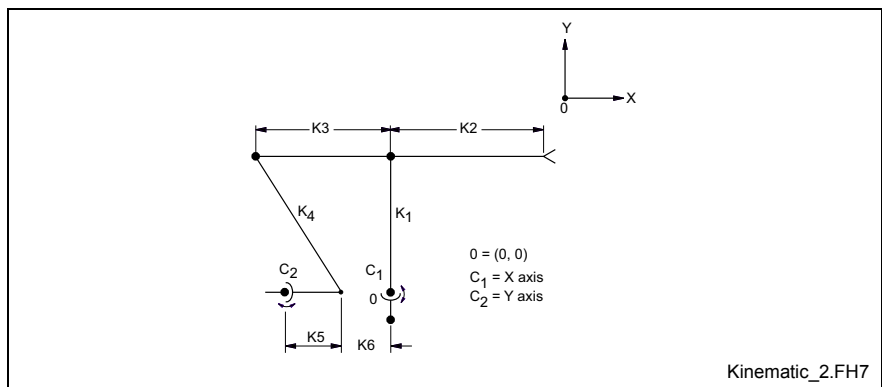 Y
X
0
K3
K2
K4
K1
C2
C1
0
0 = (0, 0)
C1 = X axis
C2 = Y axis
K5
K6
Kinematic_2.FH7